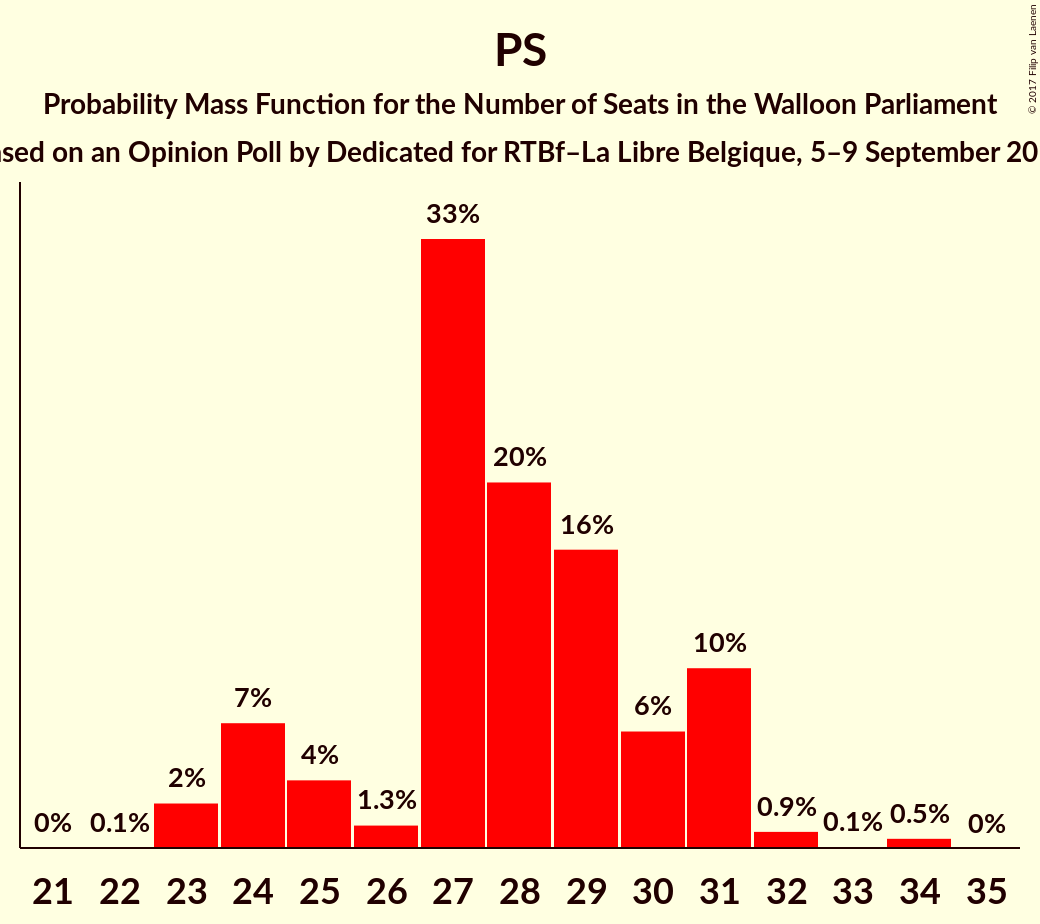 PS
Probability Mass Function for the Number of Seats in the Walloon Parliament
on an Opinion Poll by Dedicated for RTBf–La Libre Belgique, 5–9 September
© 2017 Filip van Laenen
33%
20%
16%
10%
7%
6%
4%
2%
1.3%
0.9%
0.5%
0% 0.1% 0.1% 0%
21 22 23 24 25 26 27 28 29 30 31 32 33 34 35